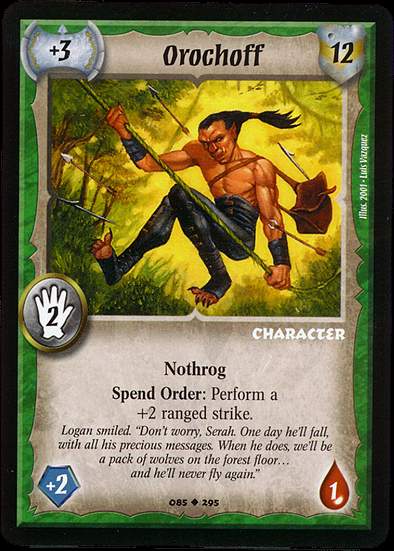 +3
Orochoff
12
Illus. 2001 • Luis Vazquez
2
CHARACTER
Nothrog
Spend Order: Perform a
+2 ranged strike.
Logan smiled. “Don’t worry, Serah. One day he’ll fall,
with all his precious messages. When he does, we’ll be
a pack of wolves on the forest floor…
and he’ll never fly again.”
+2
085 ◆ 295
1